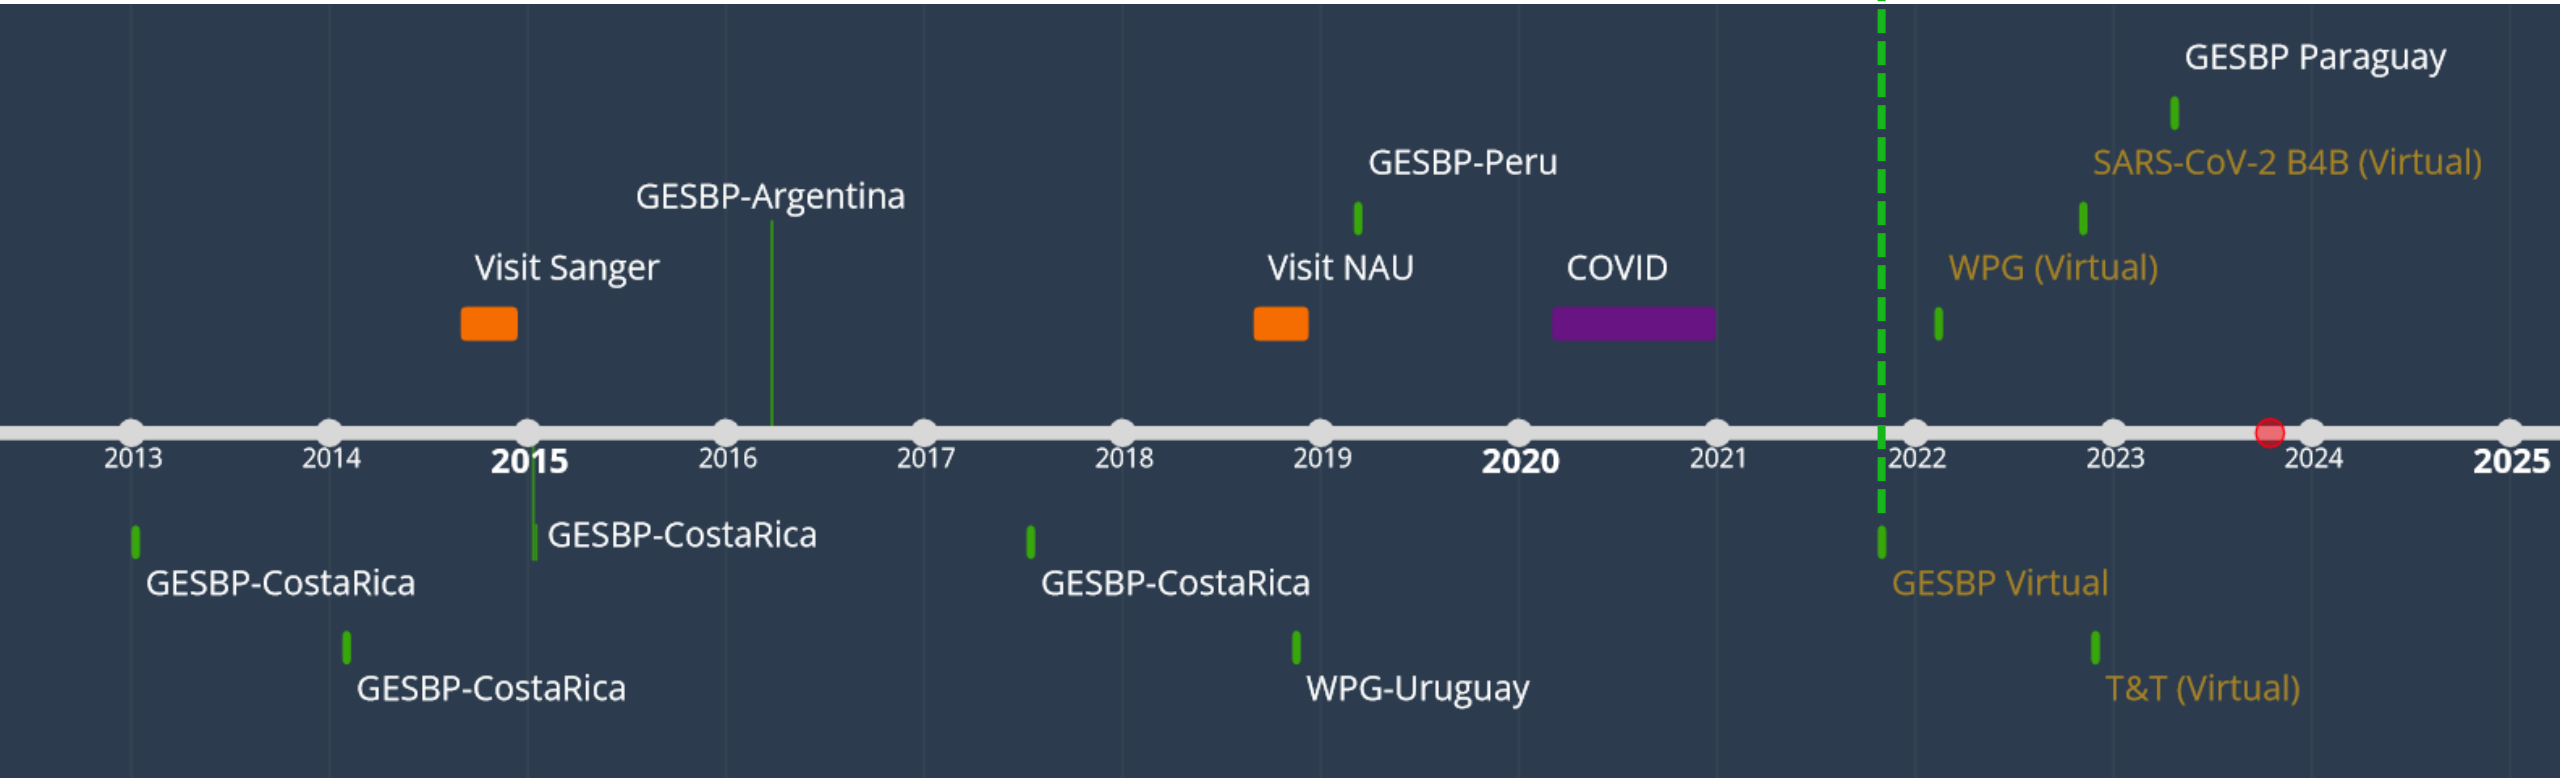 GESBP Paraguay
GESBP-Peru
SARS-CoV-2 B4B (Virtual)
GESBP-Argentina
Visit Sanger
Visit NAU
COVID
WPG (Virtual)
2013
2014
2015
2016
2017
2018
2019
2020
2021
2022
2023
2024
2025
GESBP-CostaRica
GESBP-CostaRica
GESBP-CostaRica
GESBP Virtual
GESBP-CostaRica
WPG-Uruguay
T&T (Virtual)